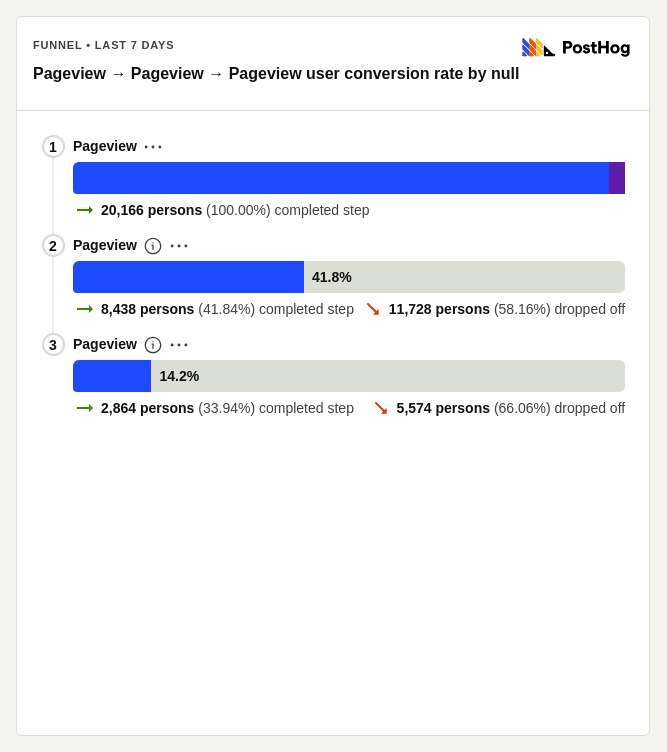 FUNNEL • LAST 7 DAYS
PostHog
Pageview → Pageview → Pageview user conversion rate by null
1 Pageview ···
→ 20,166 persons (100.00%) completed step
2 Pageview ···
41.8%
→ 8,438 persons (41.84%) completed step ↘ 11,728 persons (58.16%) dropped off
3 Pageview ···
14.2%
→ 2,864 persons (33.94%) completed step ↘ 5,574 persons (66.06%) dropped off